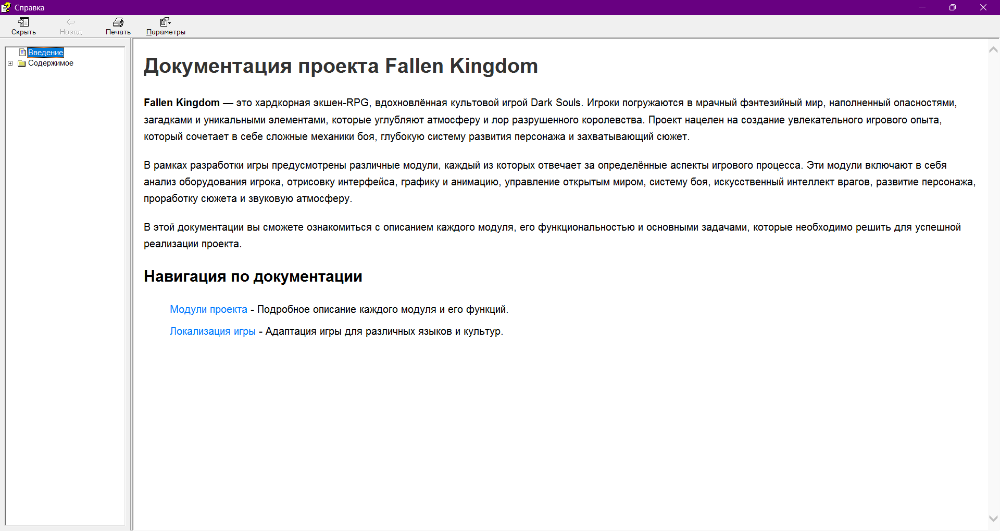 Справка
Скрыть
Назад
Печать
Параметры
Введение
Содержимое
Документация проекта Fallen Kingdom
Fallen Kingdom — это хардкорная экшен-RPG, вдохновлённая культовой игрой Dark Souls. Игроки погружаются в мрачный фэнтезийный мир, наполненный опасностями,
загадками и уникальными элементами, которые углубляют атмосферу и лор разрушенного королевства. Проект нацелен на создание увлекательного игрового опыта,
который сочетает в себе сложные механики боя, глубокую систему развития персонажа и захватывающий сюжет.
В рамках разработки игры предусмотрены различные модули, каждый из которых отвечает за определённые аспекты игрового процесса. Эти модули включают в себя
анализ оборудования игрока, отрисовку интерфейса, графику и анимацию, управление открытым миром, систему боя, искусственный интеллект врагов, развитие персонажа,
проработку сюжета и звуковую атмосферу.
В этой документации вы сможете ознакомиться с описанием каждого модуля, его функциональностью и основными задачами, которые необходимо решить для успешной
реализации проекта.
Навигация по документации
Модули проекта - Подробное описание каждого модуля и его функций.
Локализация игры - Адаптация игры для различных языков и культур.